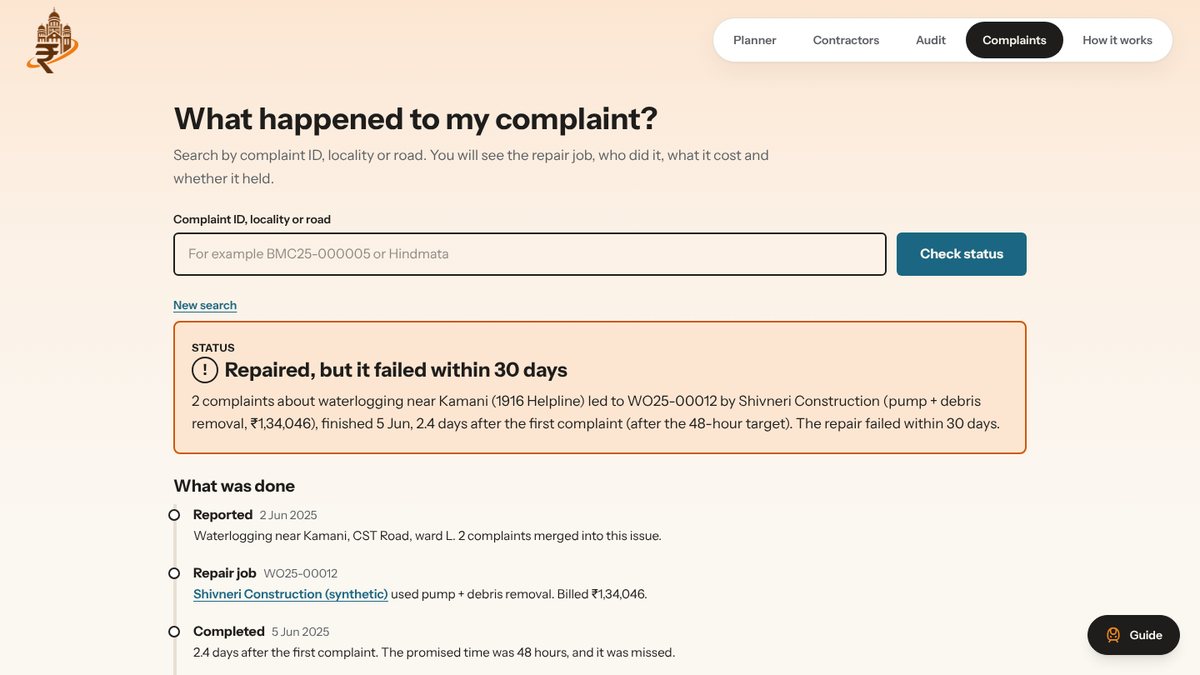 Planner
Contractors
Audit
Complaints
How it works
What happened to my complaint?
Search by complaint ID, locality or road. You will see the repair job, who did it, what it cost and
whether it held.
Complaint ID, locality or road
For example BMC25-000005 or Hindmata
Check status
New search
STATUS
! Repaired, but it failed within 30 days
2 complaints about waterlogging near Kamani (1916 Helpline) led to WO25-00012 by Shivneri Construction (pump + debris
removal, ₹1,34,046), finished 5 Jun, 2.4 days after the first complaint (after the 48-hour target). The repair failed within 30 days.
What was done
Reported 2 Jun 2025
Waterlogging near Kamani, CST Road, ward L. 2 complaints merged into this issue.
Repair job WO25-00012
Shivneri Construction (synthetic) used pump + debris removal. Billed ₹1,34,046.
Completed 5 Jun 2025
2.4 days after the first complaint. The promised time was 48 hours, and it was missed.
Guide